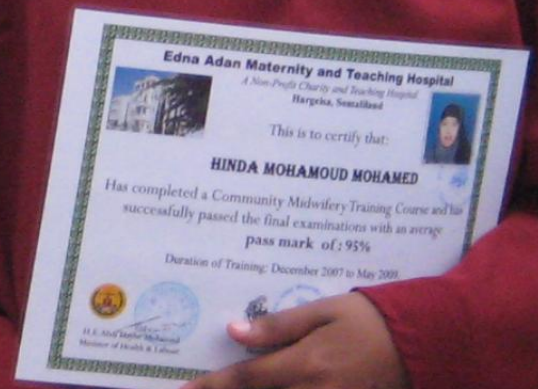 Edna Adan Maternity and Teaching Hospital
A Non-Profit Charity and Teaching Hospital
Hargeisa, Somaliland
This is to certify that:
HINDA MOHAMOUD MOHAMED
Has completed a Community Midwifery Training Course and has
successfully passed the final examinations with an average
pass mark of: 95%
Duration of Training: December 2007 to May 2009.
Minister of Health & Labour